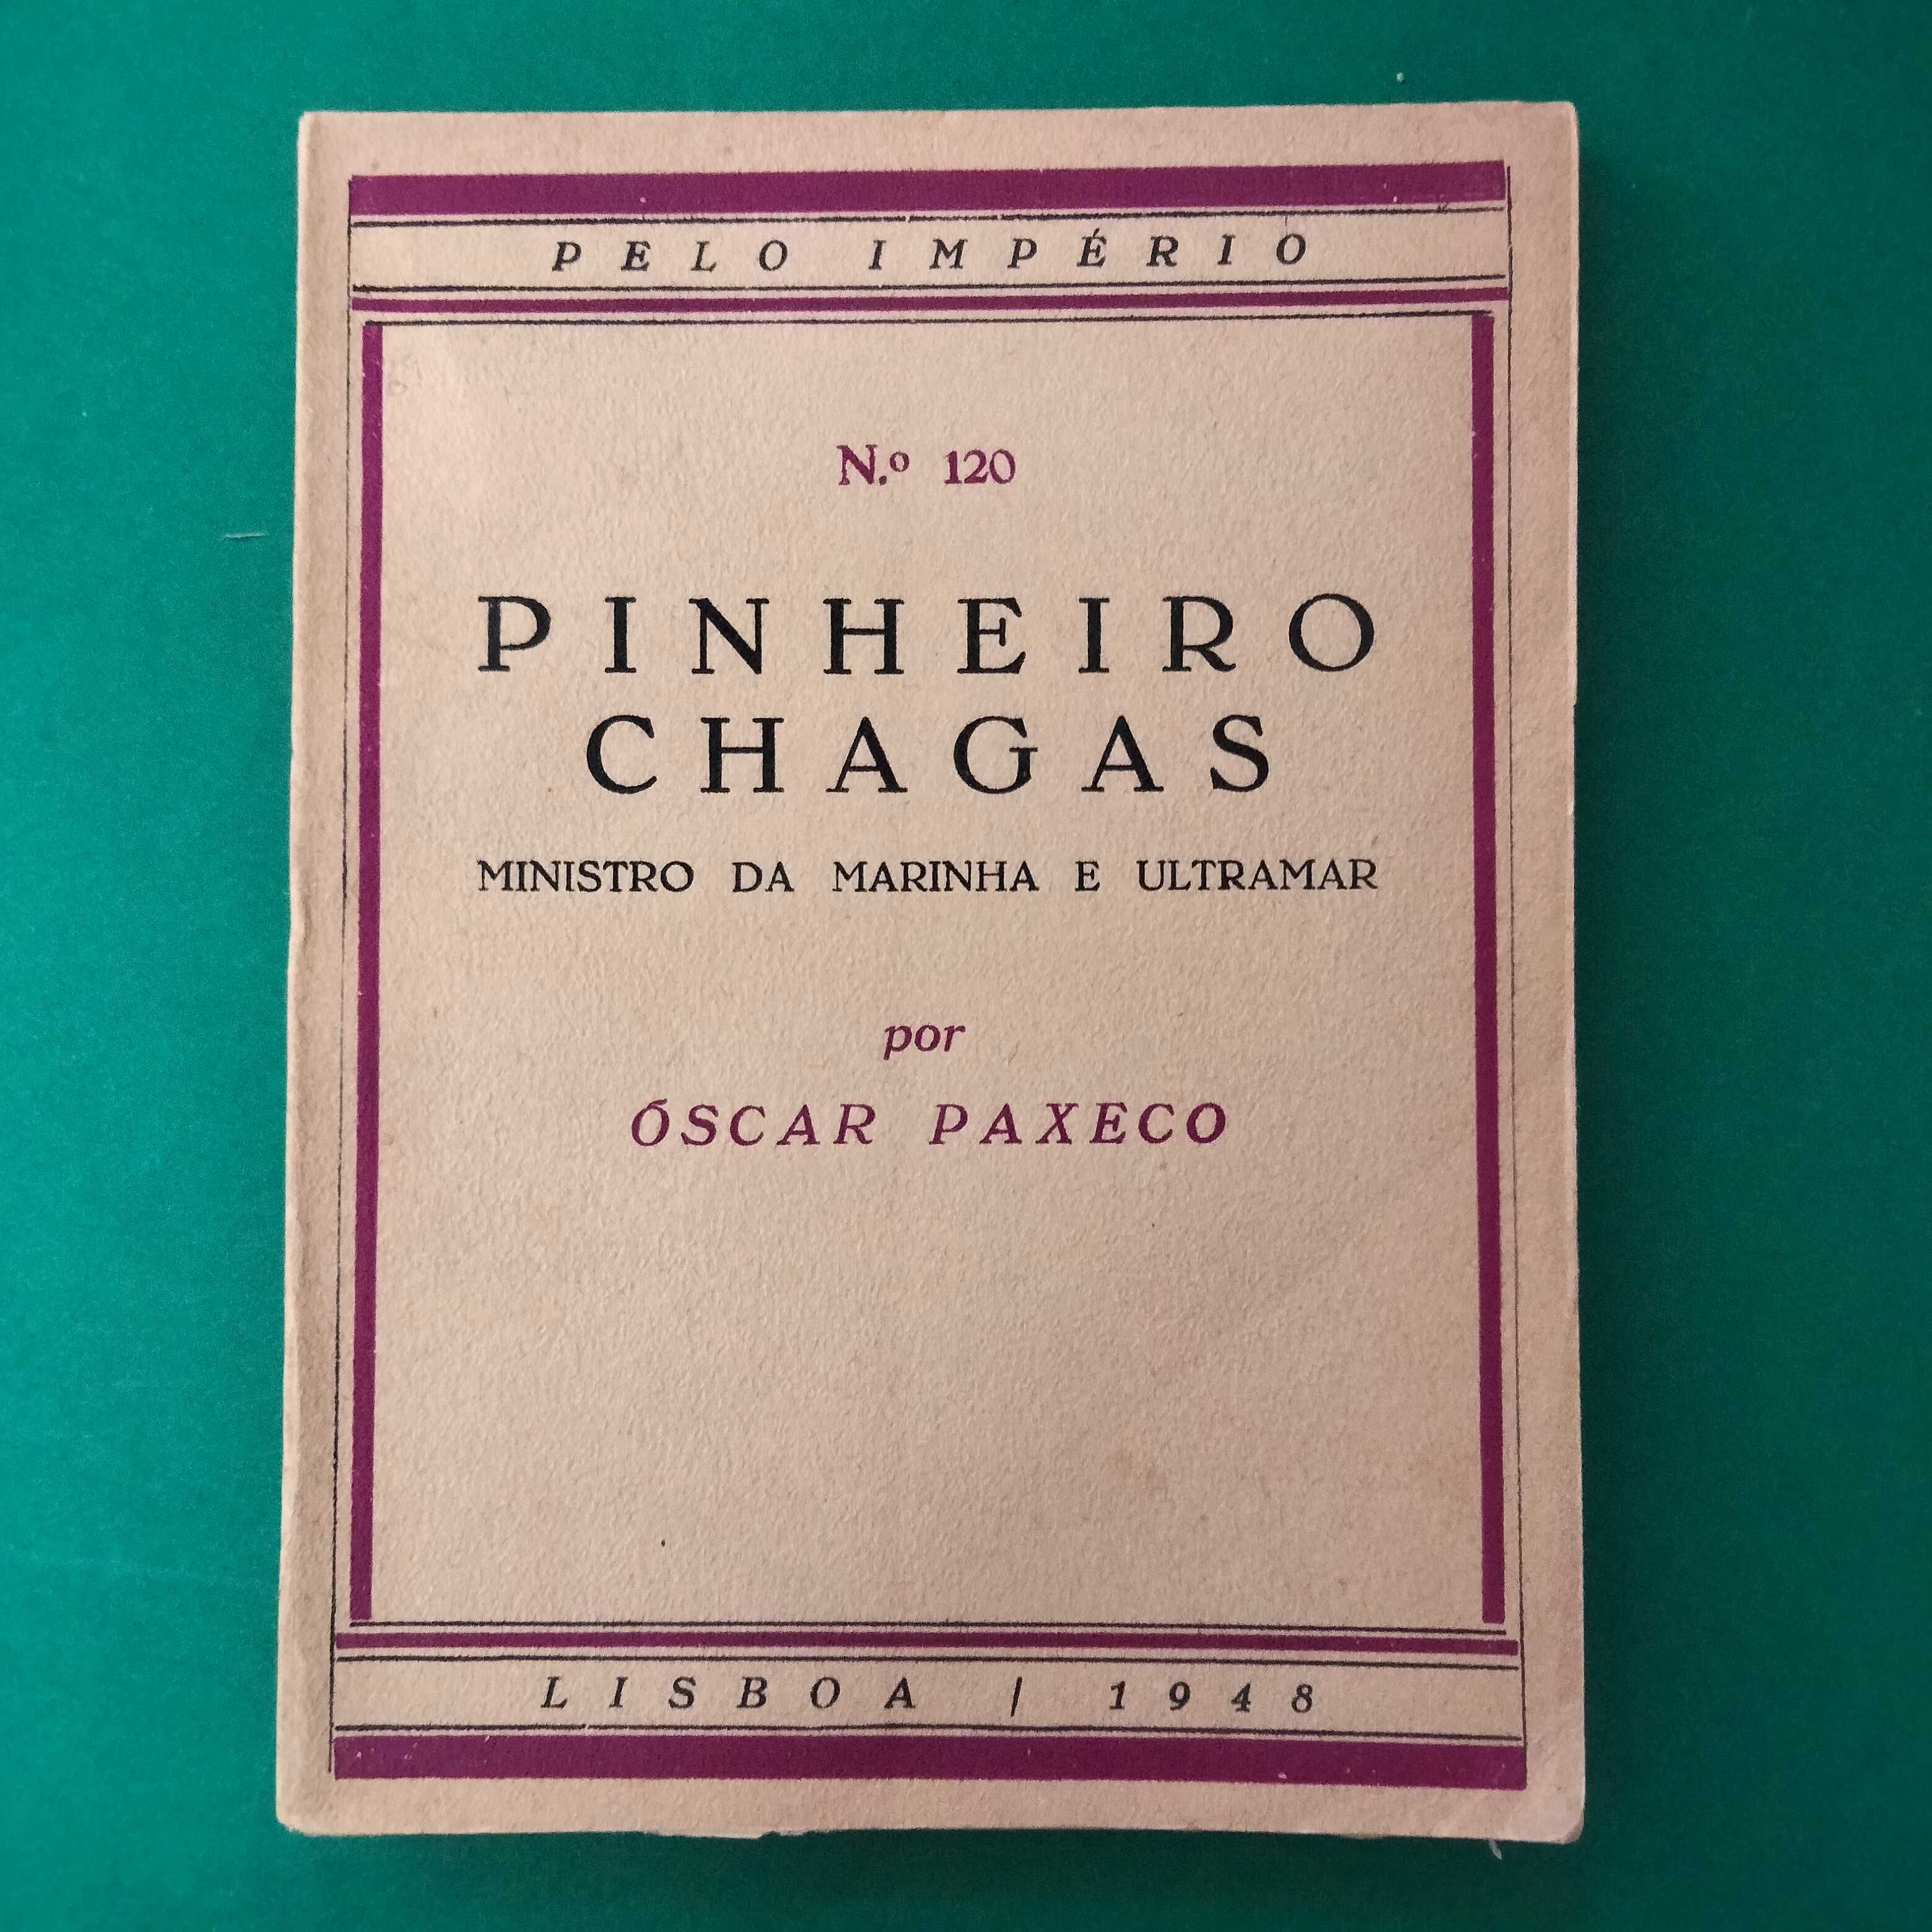 PELO IMPÉRIO
N.º 120
PINHEIRO
CHAGAS
MINISTRO DA MARINHA E ULTRAMAR
por
ÓSCAR PAXECO
LISBOA / 1948